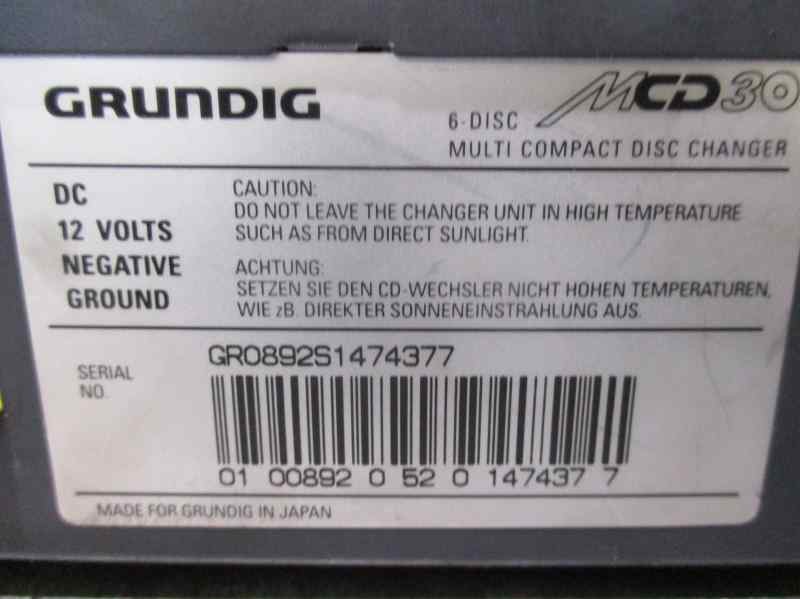 GRUNDIG
MCD30
6-DISC
MULTI COMPACT DISC CHANGER
DC
12 VOLTS
NEGATIVE
GROUND
CAUTION:
DO NOT LEAVE THE CHANGER UNIT IN HIGH TEMPERATURE
SUCH AS FROM DIRECT SUNLIGHT.
ACHTUNG:
SETZEN SIE DEN CD-WECHSLER NICHT HOHEN TEMPERATUREN,
WIE zB. DIREKTER SONNENEINSTRAHLUNG AUS.
SERIAL
NO.
GR0892S1474377
01 00892 0 52 0 147437 7
MADE FOR GRUNDIG IN JAPAN